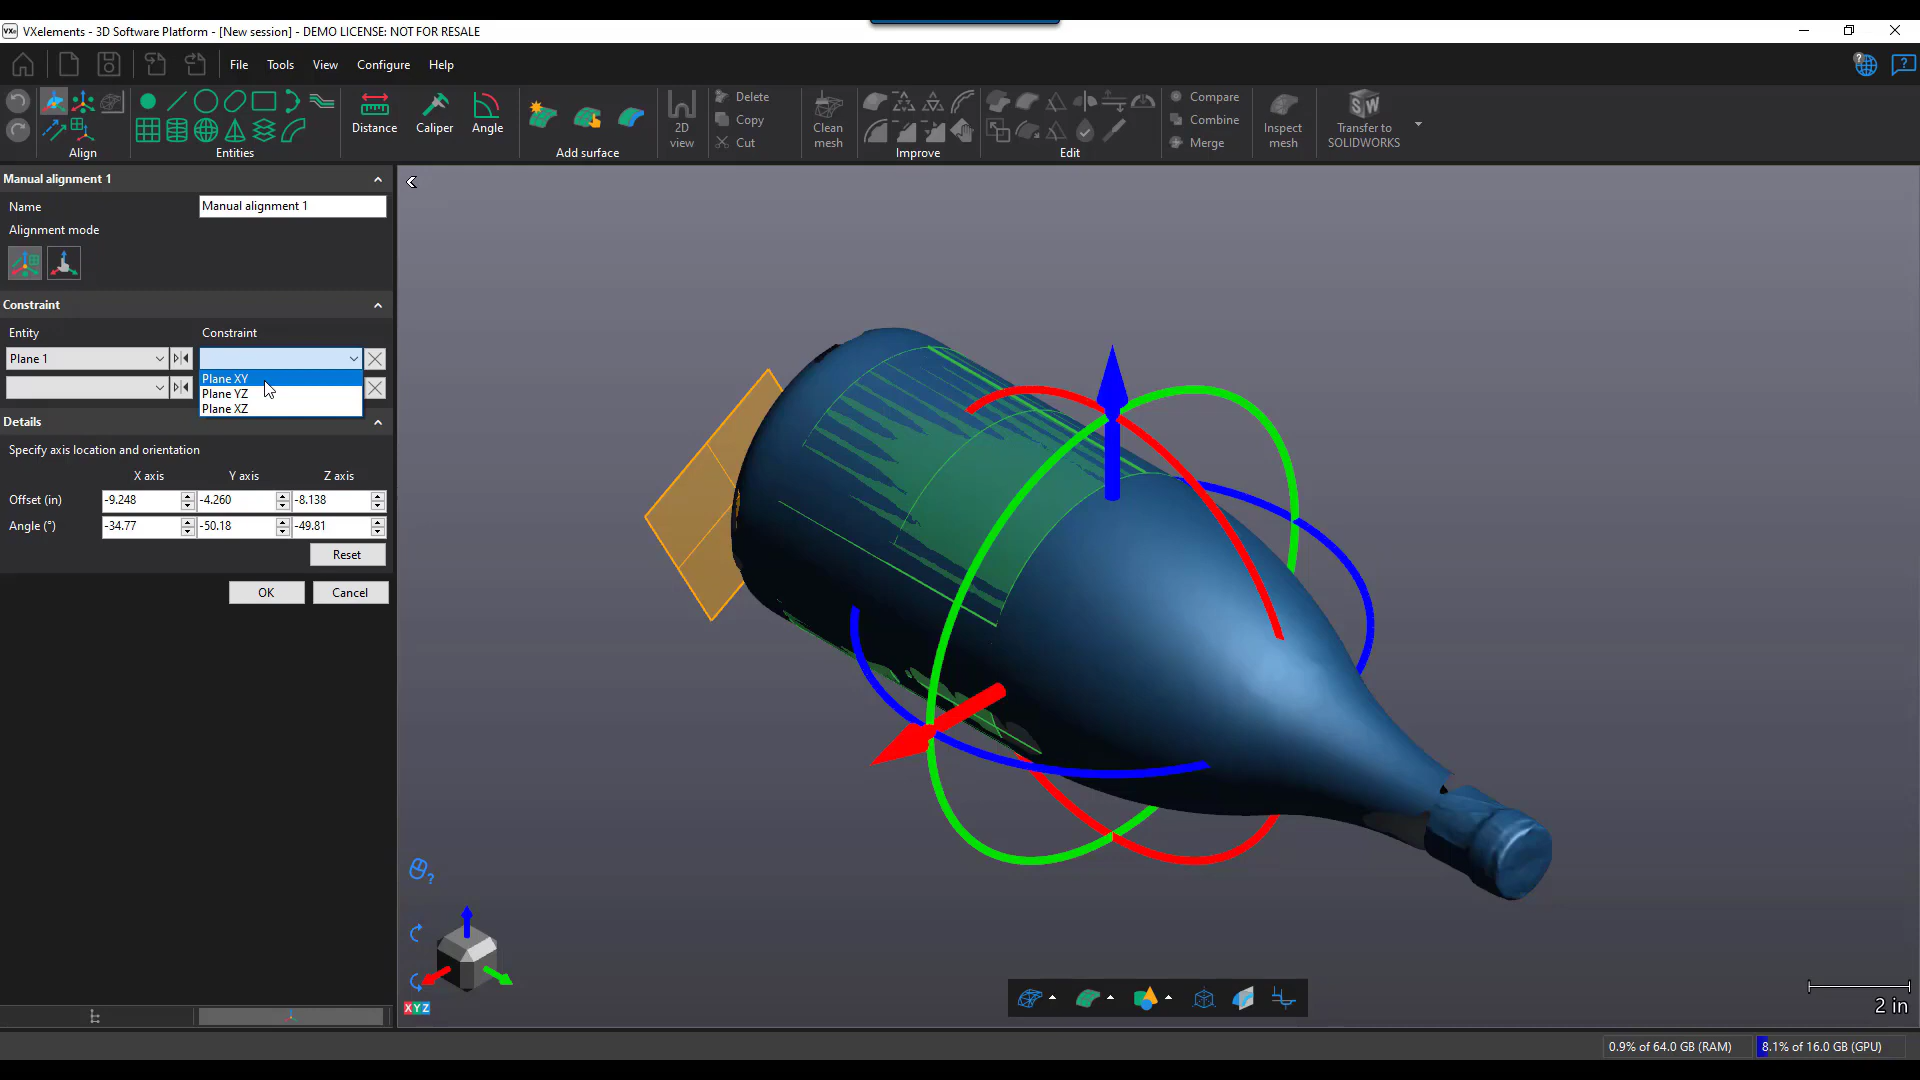 VXelements - 3D Software Platform - [New session] - DEMO LICENSE: NOT FOR RESALE
File Tools View Configure Help
Align
Entities
Distance
Caliper
Angle
Add surface
2D view
Delete
Copy
Cut
Clean mesh
Improve
Edit
Compare
Combine
Merge
Inspect mesh
SW
Transfer to SOLIDWORKS
Manual alignment 1
Name Manual alignment 1
Alignment mode
Constraint
Entity Constraint
Plane 1
Plane XY
Plane YZ
Plane XZ
Details
Specify axis location and orientation
X axis Y axis Z axis
Offset (in) -9.248 -4.260 -8.138
Angle (°) -34.77 -50.18 -49.81
Reset
OK Cancel
XYZ
2 in
0.9% of 64.0 GB (RAM) 8.1% of 16.0 GB (GPU)